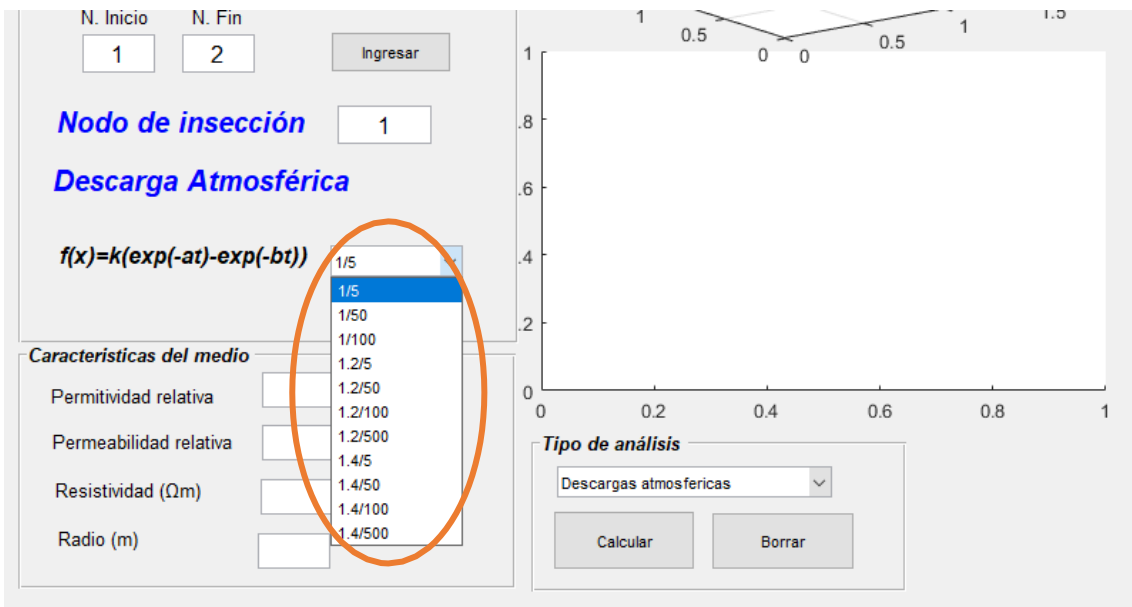 N. Inicio N. Fin
1 2 Ingresar
Nodo de insección 1
Descarga Atmosférica
f(x)=k(exp(-at)-exp(-bt)) 1/5
1/5
1/50
1/100
1.2/5
1.2/50
1.2/100
1.2/500
1.4/5
1.4/50
1.4/100
1.4/500
Caracteristicas del medio
Permitividad relativa
Permeabilidad relativa
Resistividad (Ωm)
Radio (m)
1 0.5 0 0 0.5 1 1.5
1
.8
.6
.4
.2
0
0 0.2 0.4 0.6 0.8 1
Tipo de análisis
Descargas atmosfericas
Calcular Borrar